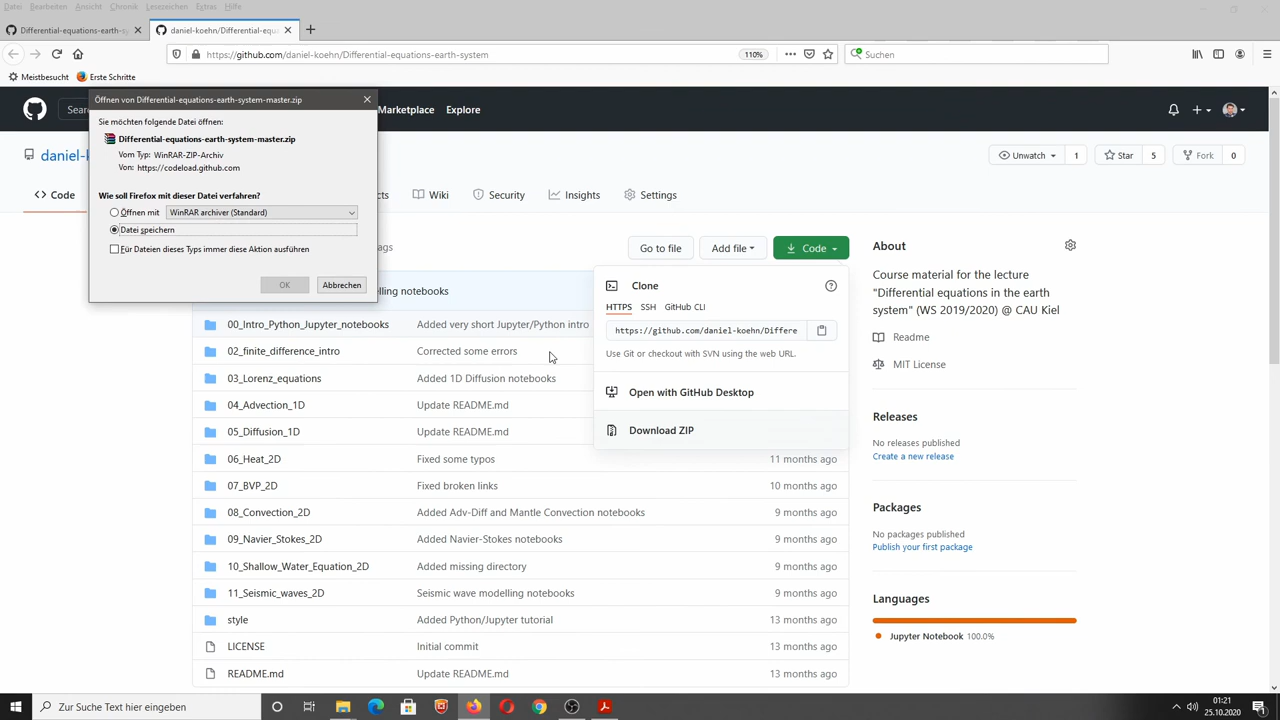 Datei Bearbeiten Ansicht Chronik Lesezeichen Extras Hilfe
Differential-equations-earth-sy
daniel-koehn/Differential-equ
https://github.com/daniel-koehn/Differential-equations-earth-system
110%
Suchen
Meistbesucht Erste Schritte
Öffnen von Differential-equations-earth-system-master.zip
Sie möchten folgende Datei öffnen:
Differential-equations-earth-system-master.zip
Vom Typ: WinRAR-ZIP-Archiv
Von: https://codeload.github.com
Wie soll Firefox mit dieser Datei verfahren?
Öffnen mit WinRAR archiver (Standard)
Datei speichern
Für Dateien dieses Typs immer diese Aktion ausführen
OK Abbrechen
Sear
Marketplace Explore
daniel-k
Unwatch 1 Star 5 Fork 0
Code
cts Wiki Security Insights Settings
ags
Go to file Add file Code
lling notebooks
Clone
HTTPS SSH GitHub CLI
https://github.com/daniel-koehn/Differe
Use Git or checkout with SVN using the web URL.
Open with GitHub Desktop
Download ZIP
00_Intro_Python_Jupyter_notebooks Added very short Jupyter/Python intro
02_finite_difference_intro Corrected some errors
03_Lorenz_equations Added 1D Diffusion notebooks
04_Advection_1D Update README.md
05_Diffusion_1D Update README.md
06_Heat_2D Fixed some typos 11 months ago
07_BVP_2D Fixed broken links 10 months ago
08_Convection_2D Added Adv-Diff and Mantle Convection notebooks 9 months ago
09_Navier_Stokes_2D Added Navier-Stokes notebooks 9 months ago
10_Shallow_Water_Equation_2D Added missing directory 9 months ago
11_Seismic_waves_2D Seismic wave modelling notebooks 9 months ago
style Added Python/Jupyter tutorial 13 months ago
LICENSE Initial commit 13 months ago
README.md Update README.md 13 months ago
About
Course material for the lecture
"Differential equations in the earth
system" (WS 2019/2020) @ CAU Kiel
Readme
MIT License
Releases
No releases published
Create a new release
Packages
No packages published
Publish your first package
Languages
Jupyter Notebook 100.0%
Zur Suche Text hier eingeben
01:21
25.10.2020
1